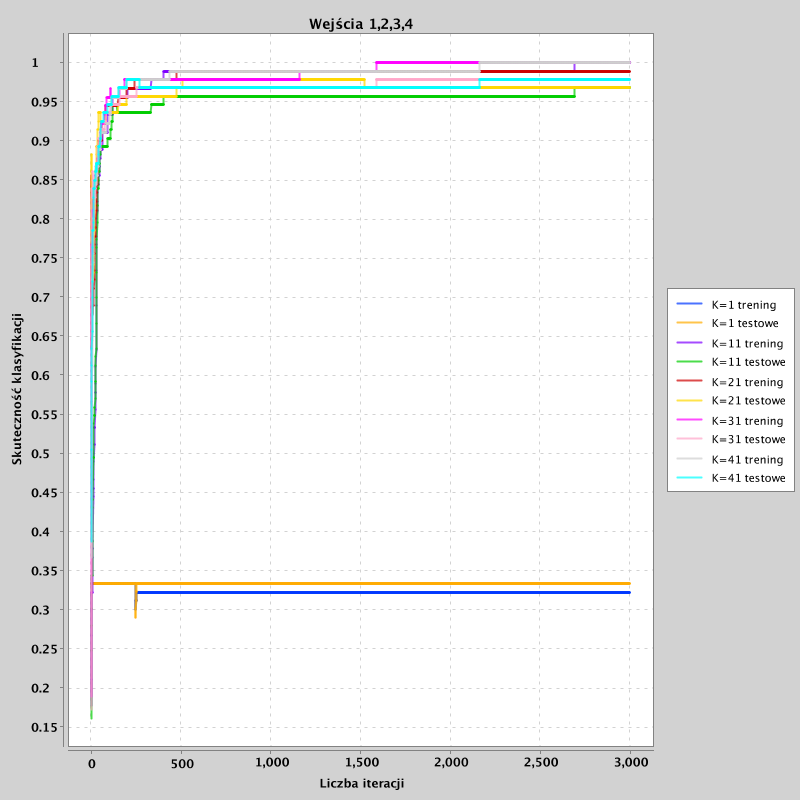 Wejścia 1,2,3,4
Skuteczność klasyfikacji
1
0.95
0.9
0.85
0.8
0.75
0.7
0.65
0.6
0.55
0.5
0.45
0.4
0.35
0.3
0.25
0.2
0.15
0 500 1,000 1,500 2,000 2,500 3,000
Liczba iteracji
K=1 trening
K=1 testowe
K=11 trening
K=11 testowe
K=21 trening
K=21 testowe
K=31 trening
K=31 testowe
K=41 trening
K=41 testowe